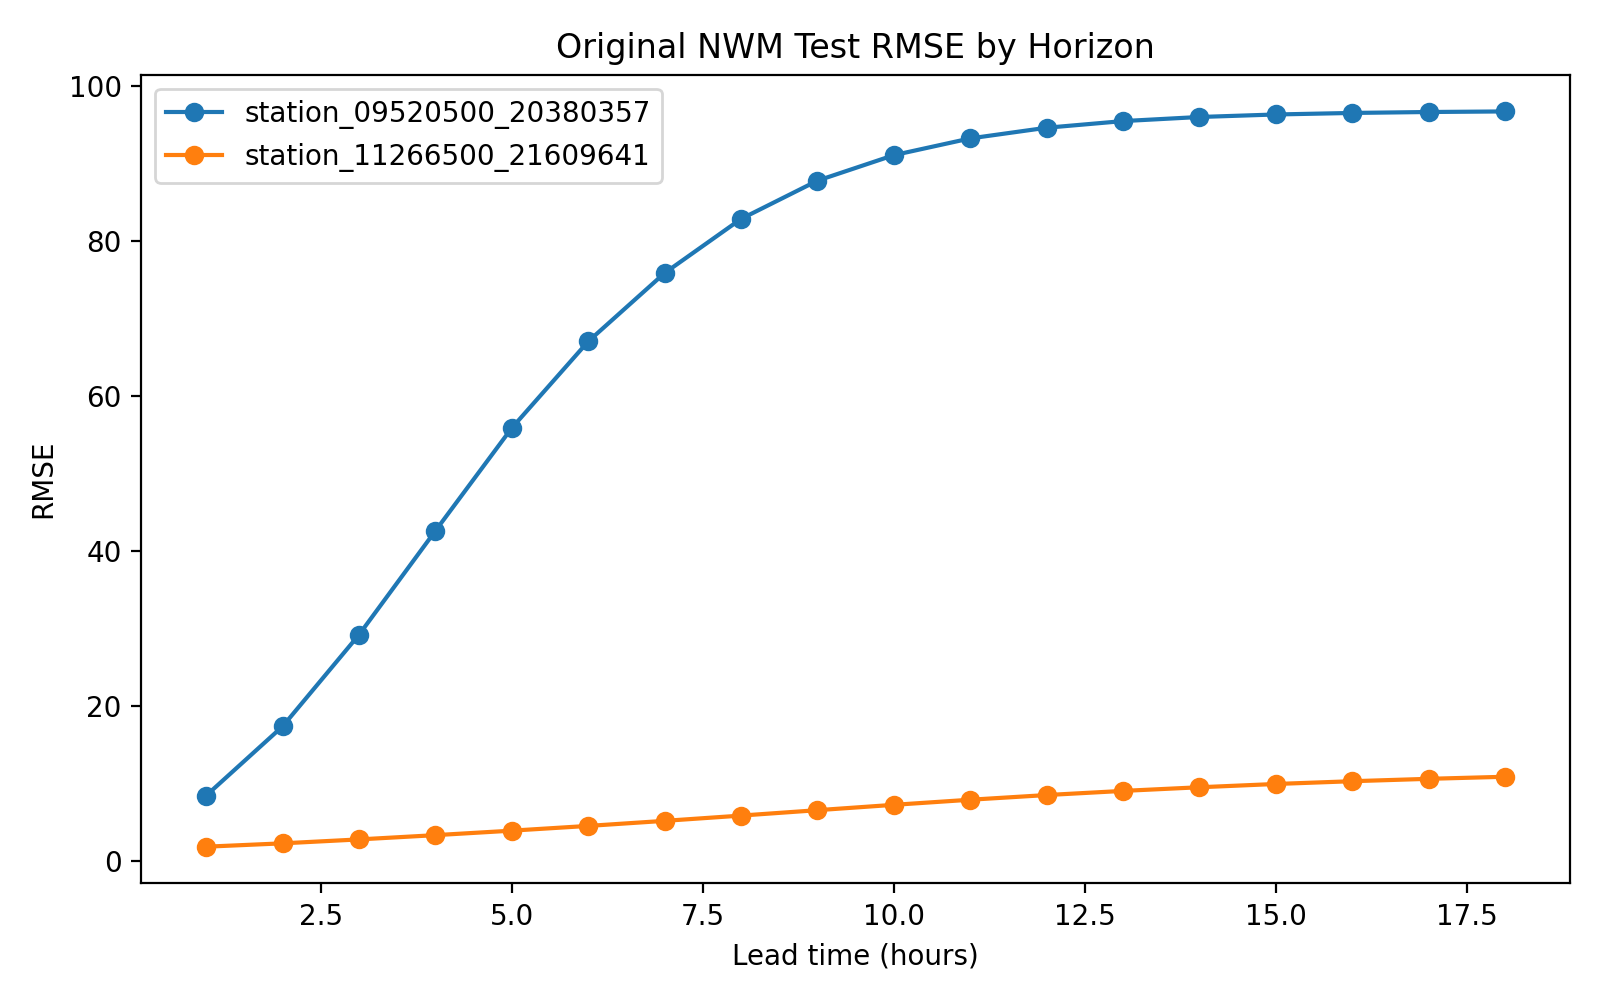 Original NWM Test RMSE by Horizon
station_09520500_20380357
station_11266500_21609641
100
80
60
40
20
0
RMSE
2.5 5.0 7.5 10.0 12.5 15.0 17.5
Lead time (hours)